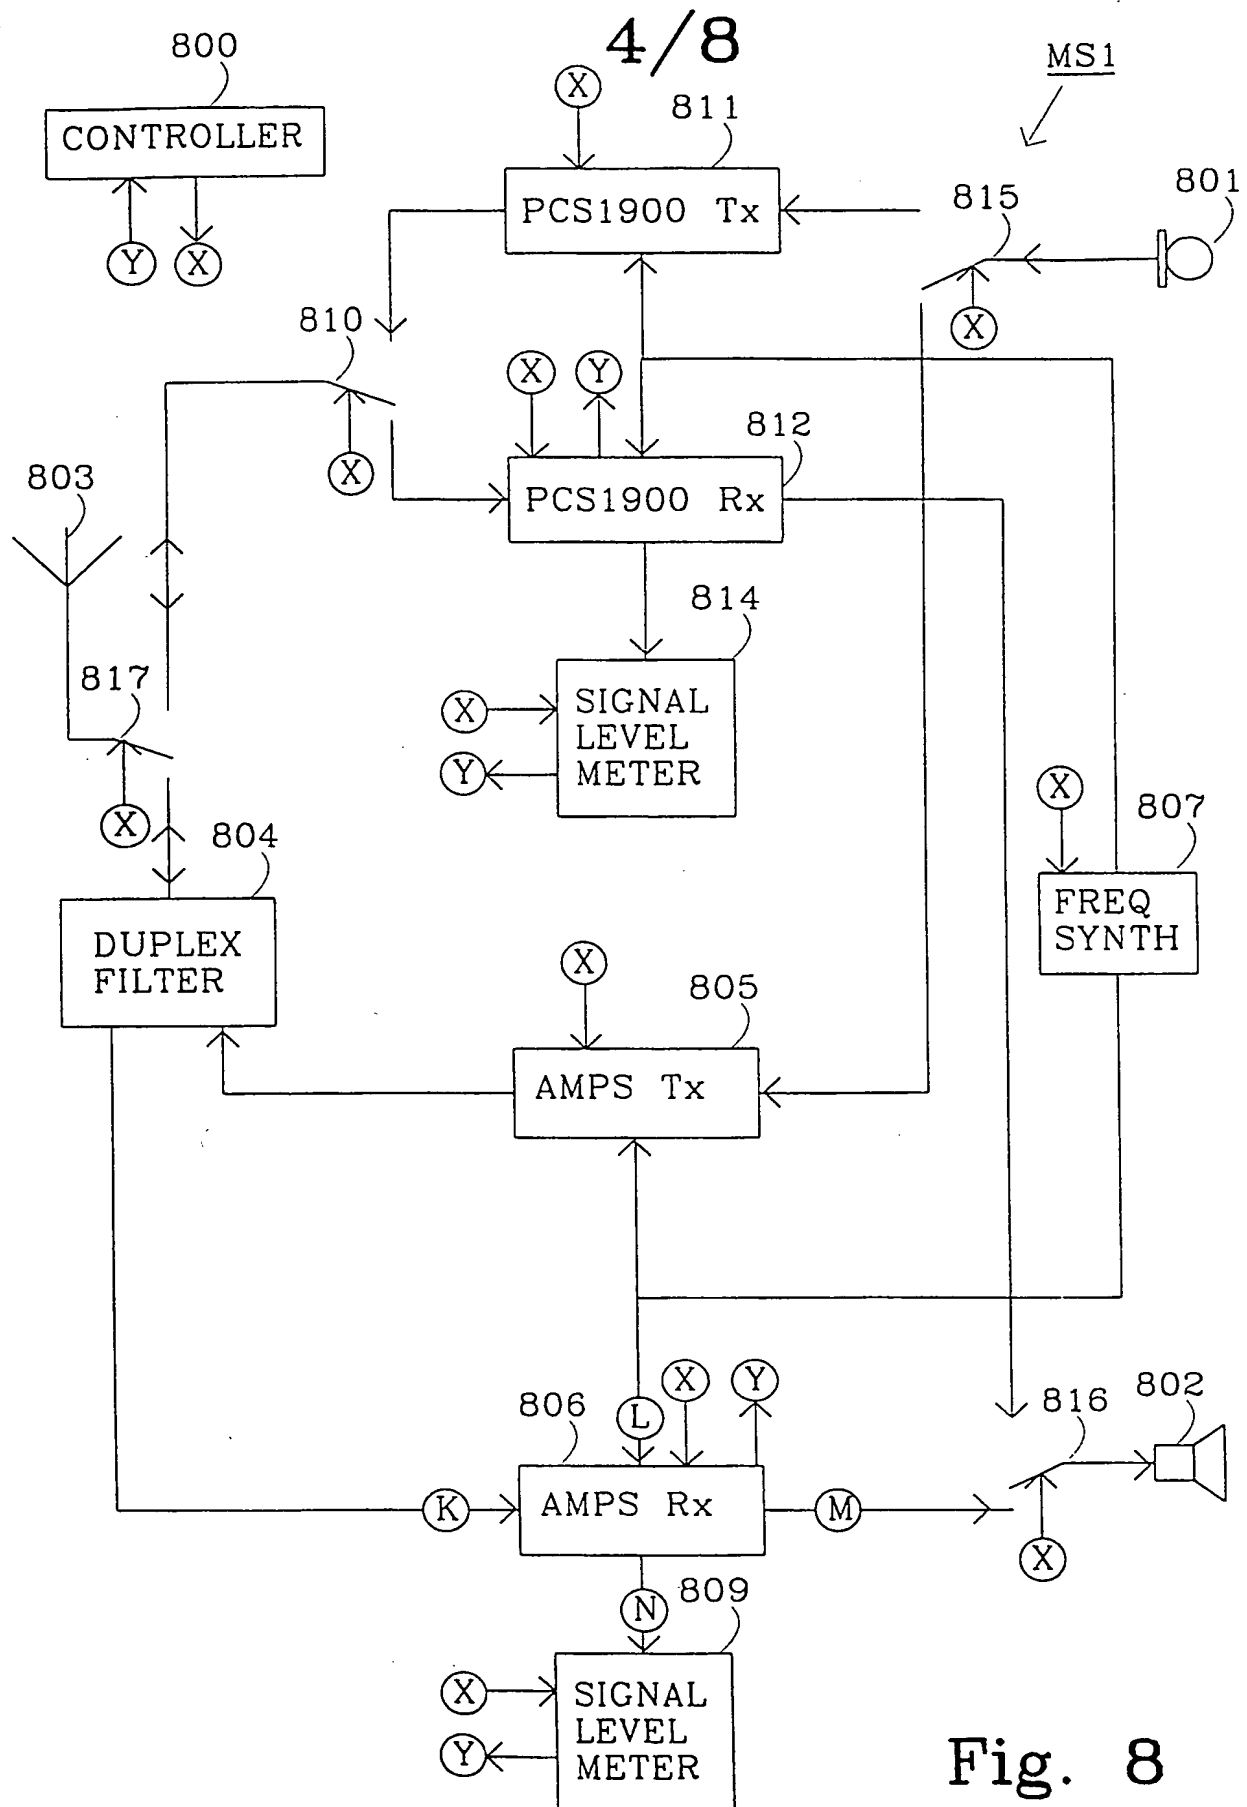 4/8
MS1
800
CONTROLLER
Y
X
X
811
PCS1900 Tx
815
801
X
810
X
X
Y
812
PCS1900 Rx
803
817
X
814
SIGNAL
LEVEL
METER
X
Y
804
DUPLEX
FILTER
X
807
FREQ
SYNTH
X
805
AMPS Tx
806
L
X
Y
K
AMPS Rx
M
816
802
X
N
809
X
Y
SIGNAL
LEVEL
METER
Fig. 8